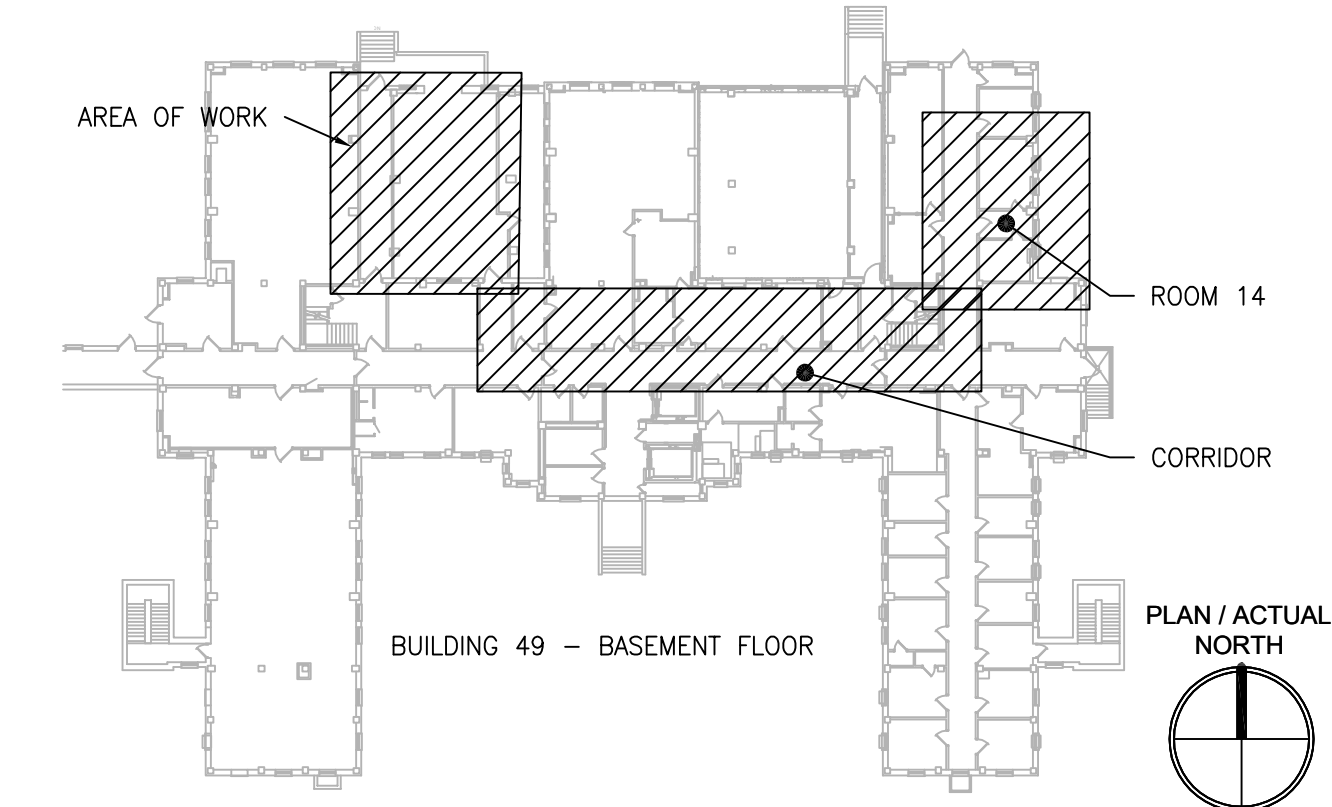 AREA OF WORK
ROOM 14
CORRIDOR
BUILDING 49 – BASEMENT FLOOR
PLAN / ACTUAL
NORTH